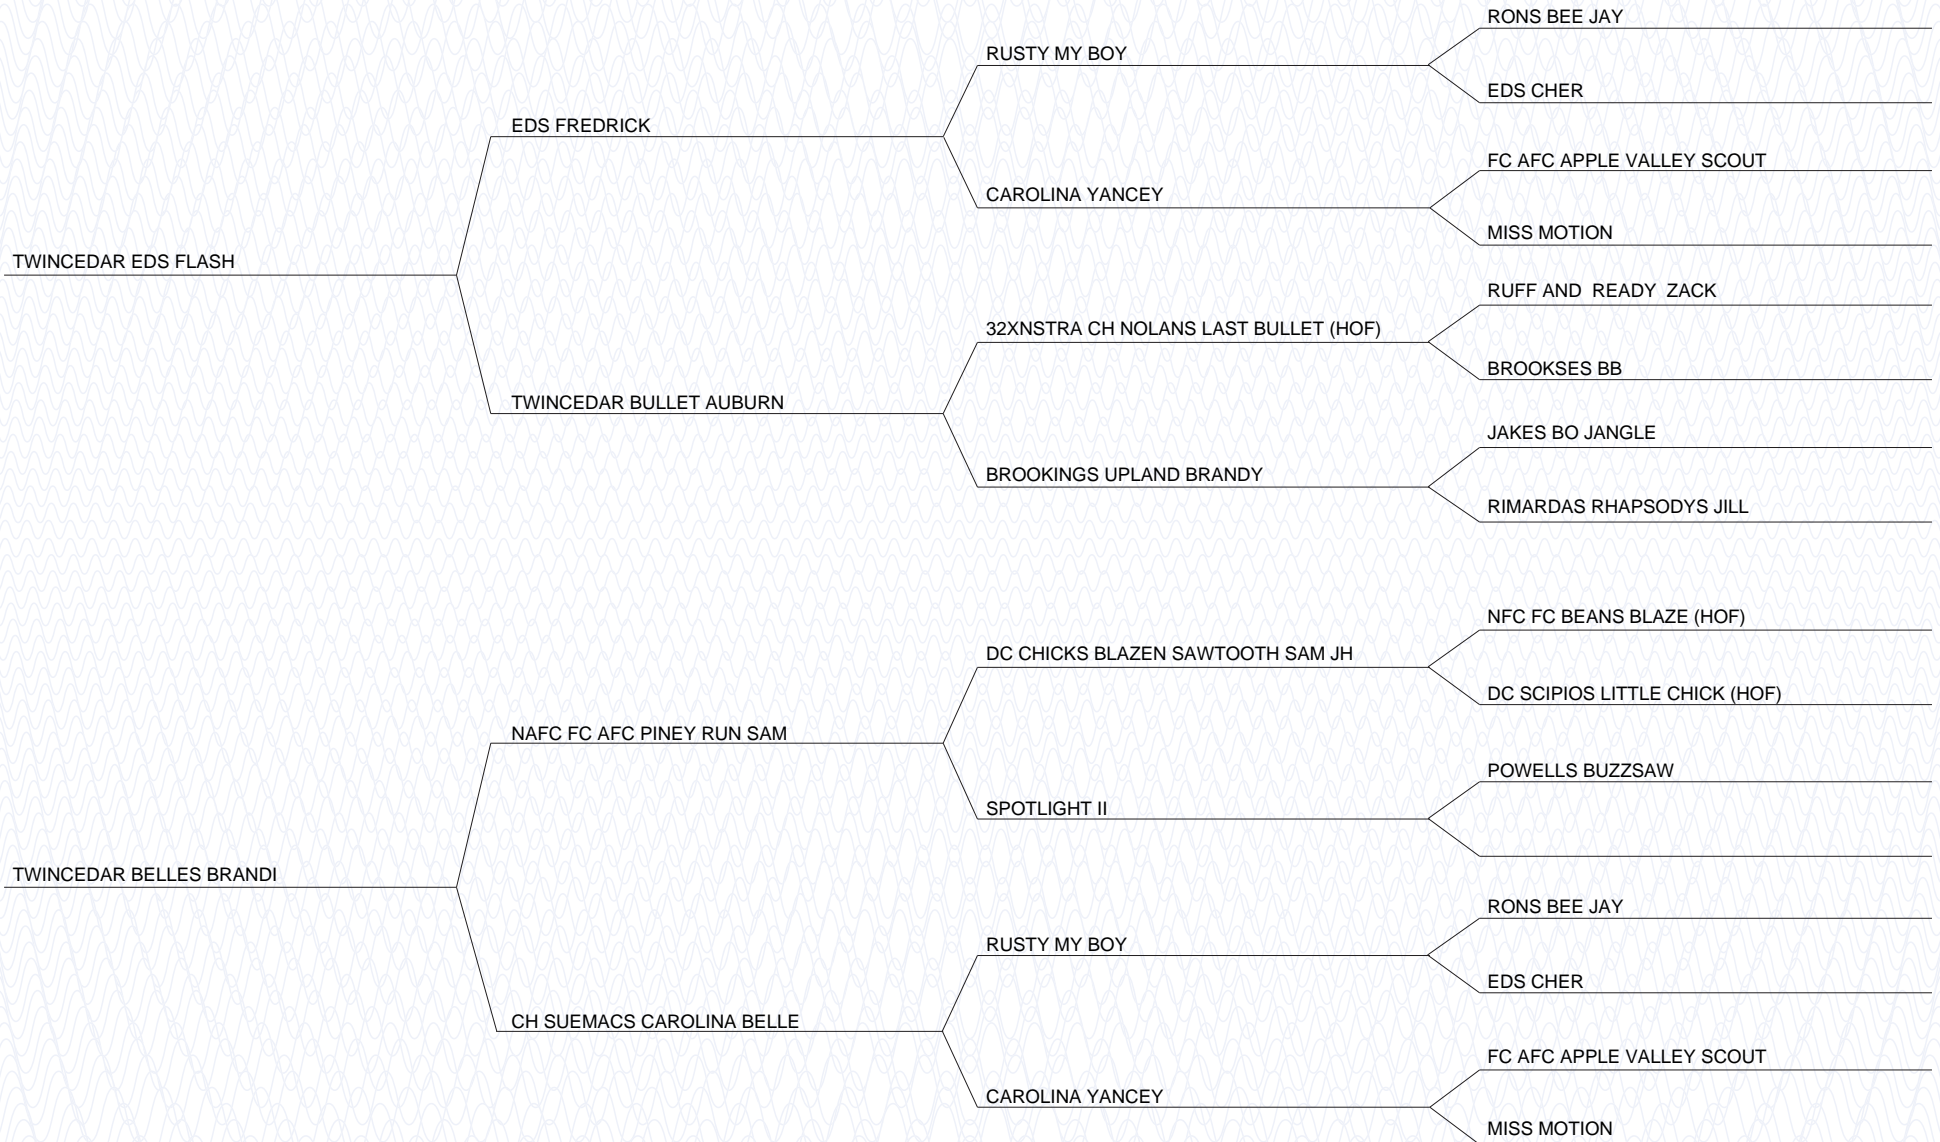 RONS BEE JAY
RUSTY MY BOY
EDS CHER
EDS FREDRICK
FC AFC APPLE VALLEY SCOUT
CAROLINA YANCEY
MISS MOTION
TWINCEDAR EDS FLASH
RUFF AND  READY  ZACK
32XNSTRA CH NOLANS LAST BULLET (HOF)
BROOKSES BB
TWINCEDAR BULLET AUBURN
JAKES BO JANGLE
BROOKINGS UPLAND BRANDY
RIMARDAS RHAPSODYS JILL
NFC FC BEANS BLAZE (HOF)
DC CHICKS BLAZEN SAWTOOTH SAM JH
DC SCIPIOS LITTLE CHICK (HOF)
NAFC FC AFC PINEY RUN SAM
POWELLS BUZZSAW
SPOTLIGHT II
TWINCEDAR BELLES BRANDI
RONS BEE JAY
RUSTY MY BOY
EDS CHER
CH SUEMACS CAROLINA BELLE
FC AFC APPLE VALLEY SCOUT
CAROLINA YANCEY
MISS MOTION